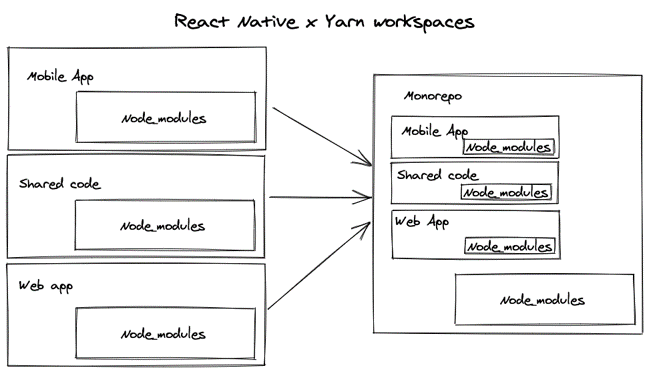 React Native x Yarn workspaces
Mobile App
Node_modules
Shared code
Node_modules
Web app
Node_modules
Monorepo
Mobile App
Node_modules
Shared code
Node_modules
Web App
Node_modules
Node_modules